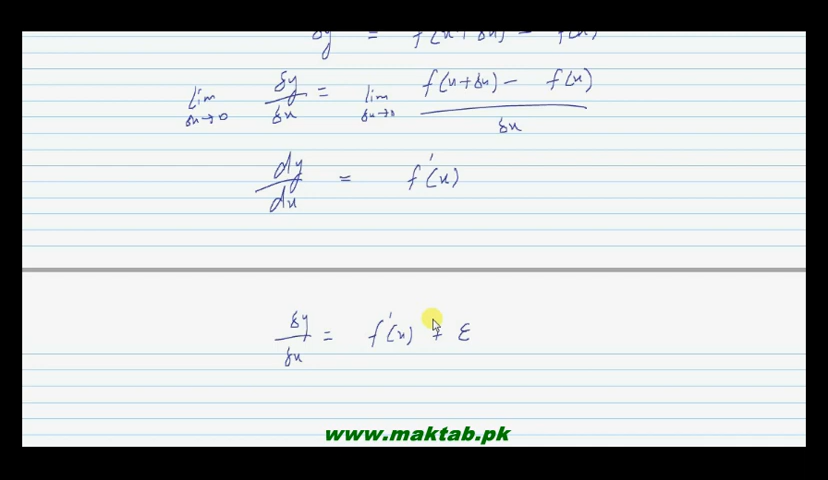 δy = f(x+δx) - f(x)
lim δx→0 δy/δx = lim δx→0 f(x+δx) - f(x) / δx
dy/dx = f'(x)
δy/δx = f'(x) + ε
www.maktab.pk